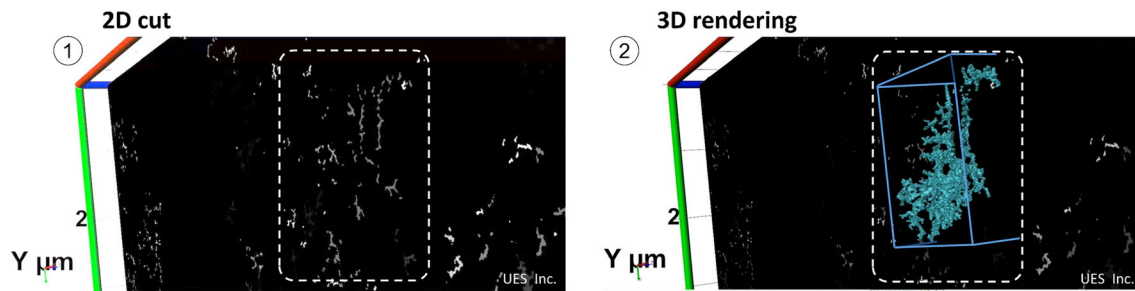 2D cut
1
2
Y μm
UES Inc.
3D rendering
2
2
Y μm
UES Inc.